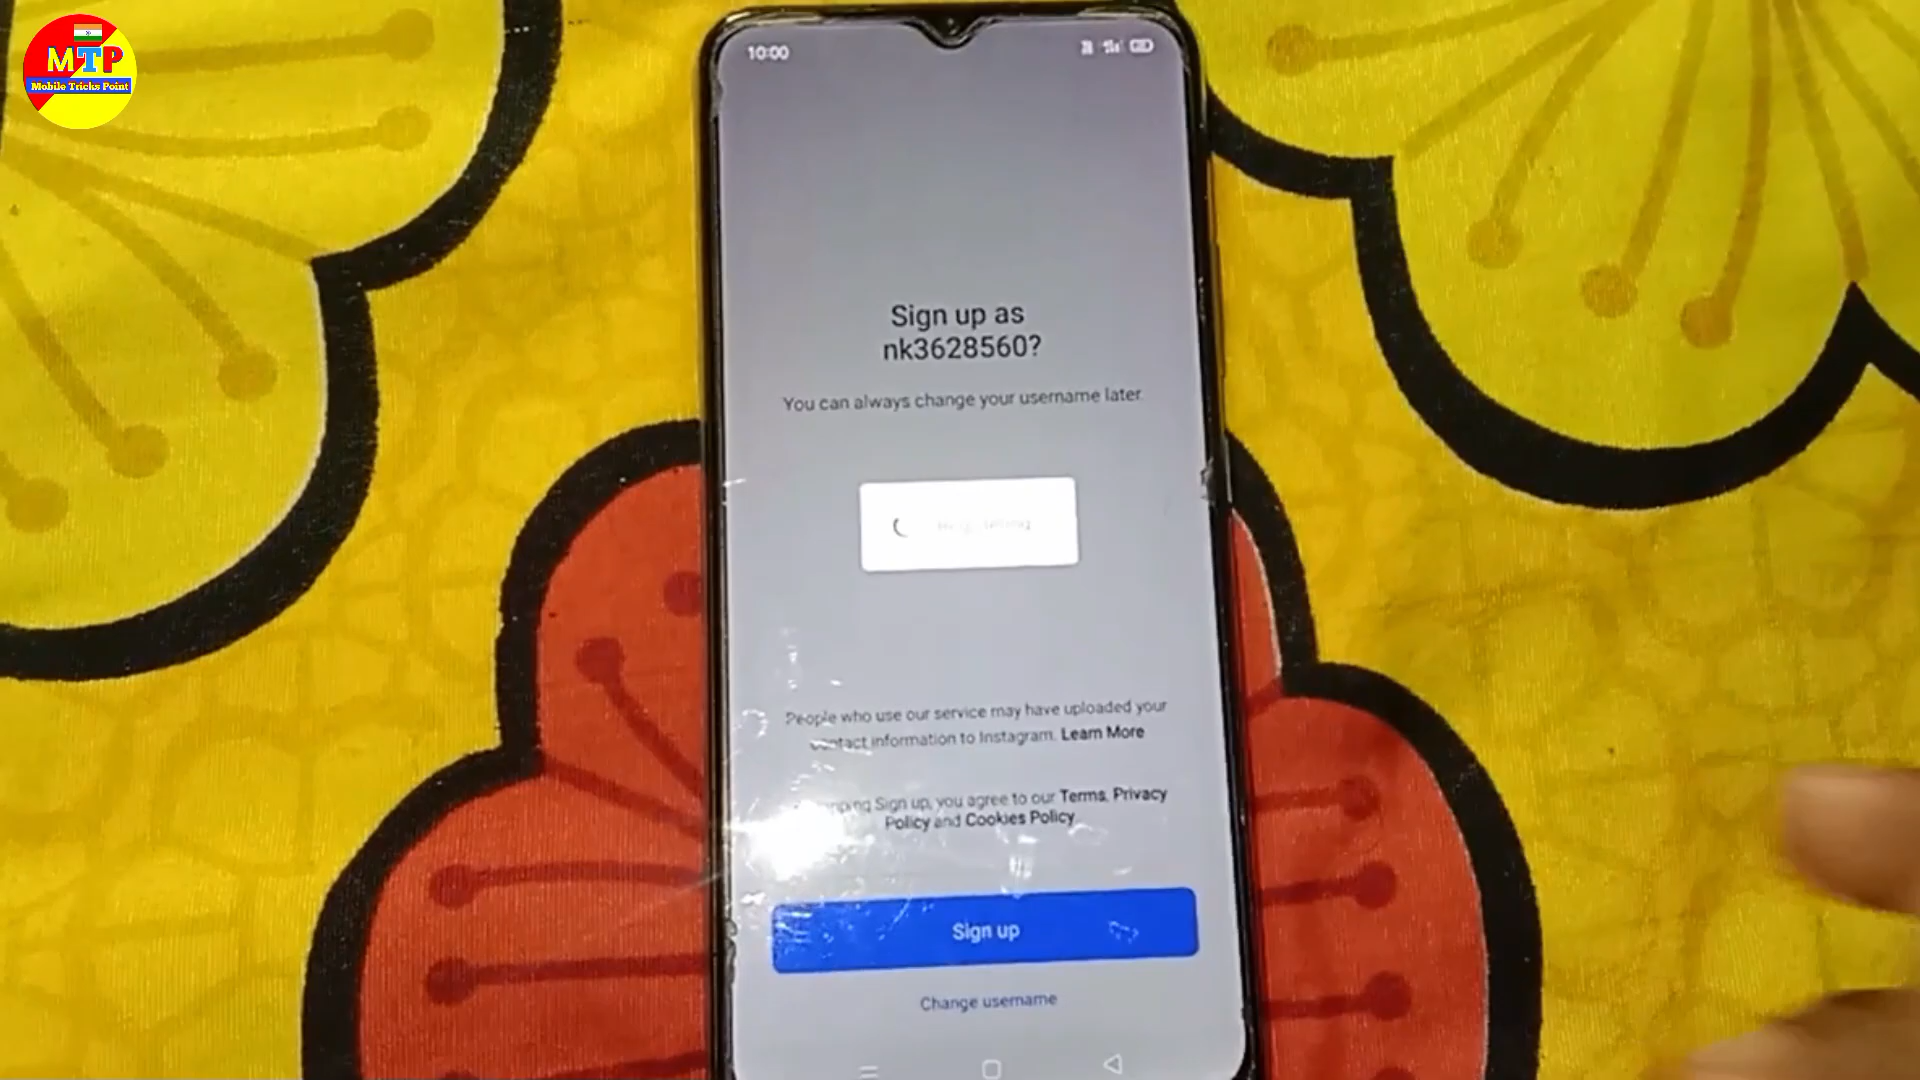 MTP
Mobile Tricks Point
10:00
Sign up as
nk3628560?
You can always change your username later.
People who use our service may have uploaded your
contact information to Instagram. Learn More
Sign up, you agree to our Terms, Privacy
Policy and Cookies Policy.
Sign up
Change username